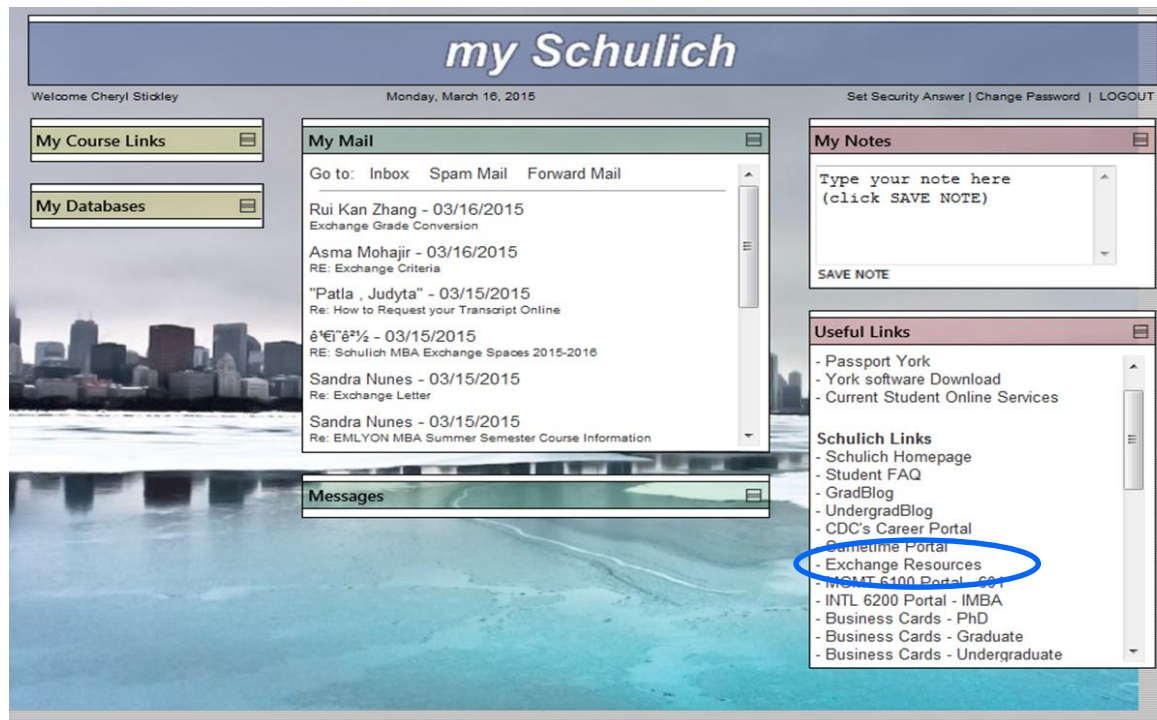 my Schulich
Welcome Cheryl Stickley
Monday, March 16, 2015
Set Security Answer | Change Password | LOGOUT
My Course Links
My Databases
My Mail
Go to: Inbox Spam Mail Forward Mail
Rui Kan Zhang - 03/16/2015
Exchange Grade Conversion
Asma Mohajir - 03/16/2015
RE: Exchange Criteria
"Patla , Judyta" - 03/15/2015
Re: How to Request your Transcript Online
- 03/15/2015
RE: Schulich MBA Exchange Spaces 2015-2016
Sandra Nunes - 03/15/2015
Re: Exchange Letter
Sandra Nunes - 03/15/2015
Re: EMLYON MBA Summer Semester Course Information
Messages
My Notes
Type your note here
(click SAVE NOTE)
SAVE NOTE
Useful Links
- Passport York
- York software Download
- Current Student Online Services
Schulich Links
- Schulich Homepage
- Student FAQ
- GradBlog
- UndergradBlog
- CDC's Career Portal
- Sametime Portal
- Exchange Resources
- MGMT 6100 Portal - 601
- INTL 6200 Portal - IMBA
- Business Cards - PhD
- Business Cards - Graduate
- Business Cards - Undergraduate